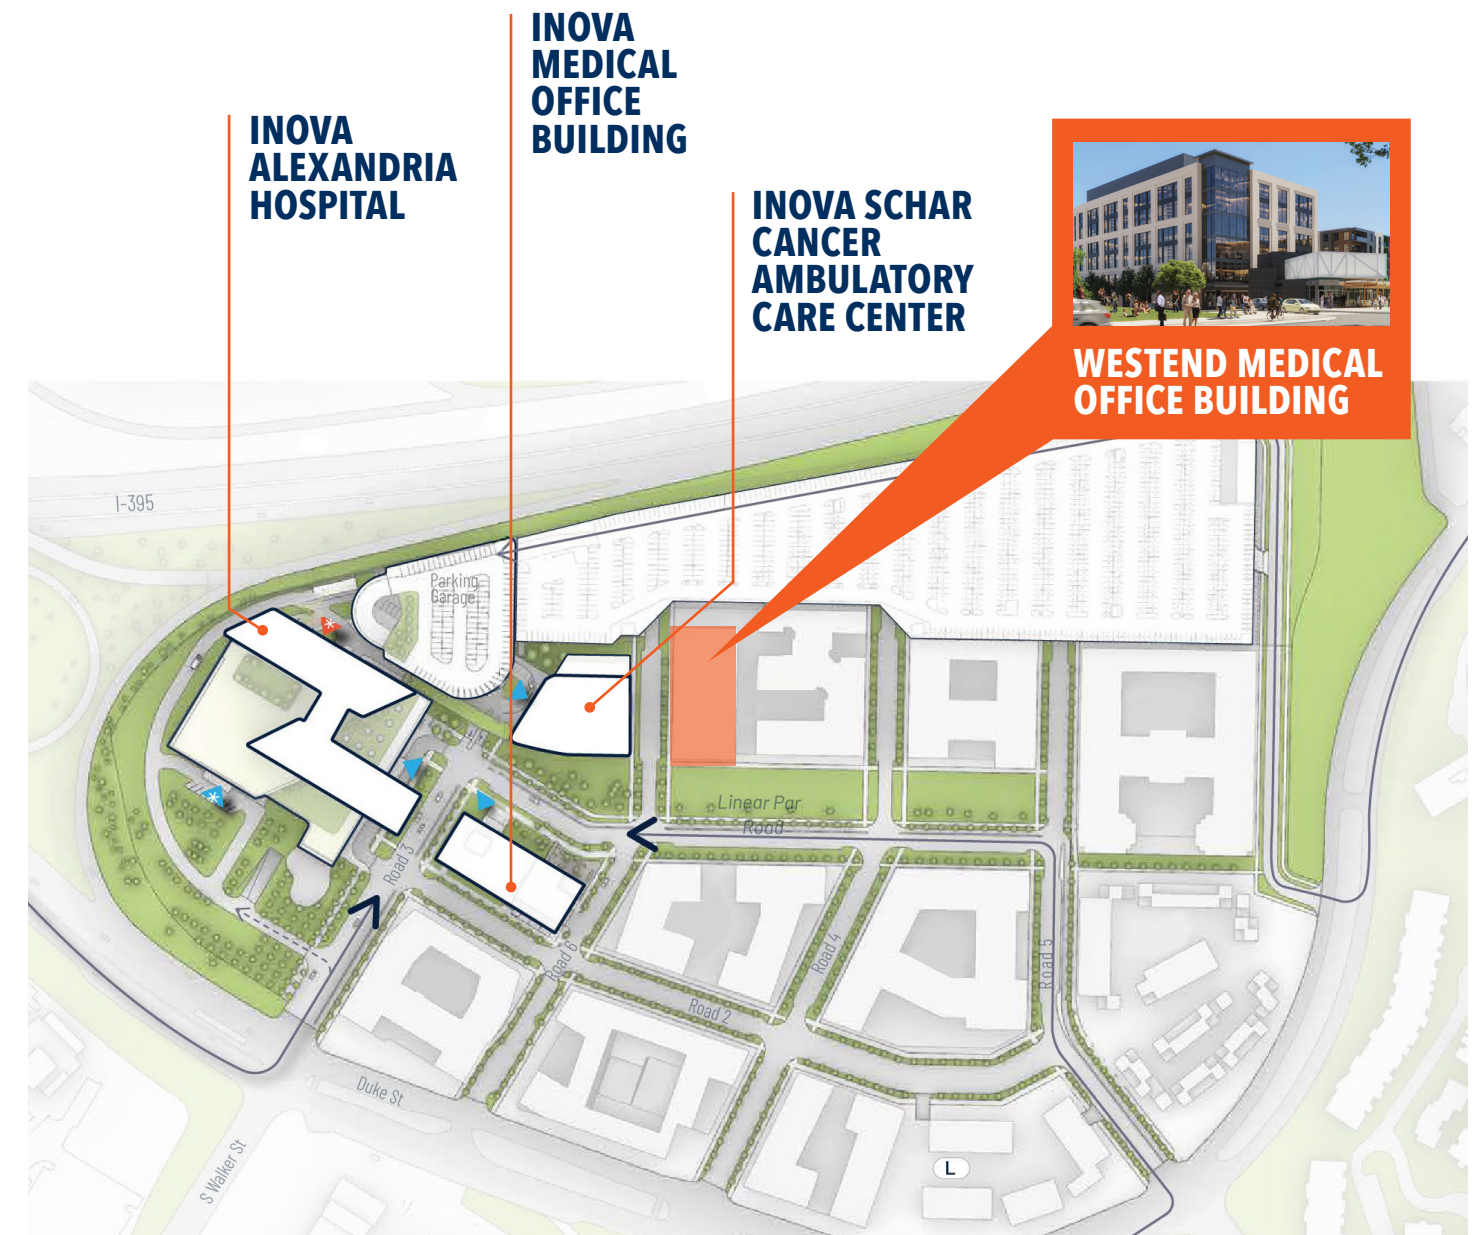 INOVA
MEDICAL
OFFICE
BUILDING
INOVA
ALEXANDRIA
HOSPITAL
INOVA SCHAR
CANCER
AMBULATORY
CARE CENTER
WESTEND MEDICAL
OFFICE BUILDING
I-395
Parking
Garage
Linear Par
Road
Road 3
Road 6
Road 4
Road 5
Road 2
Duke St
S Walker St
L